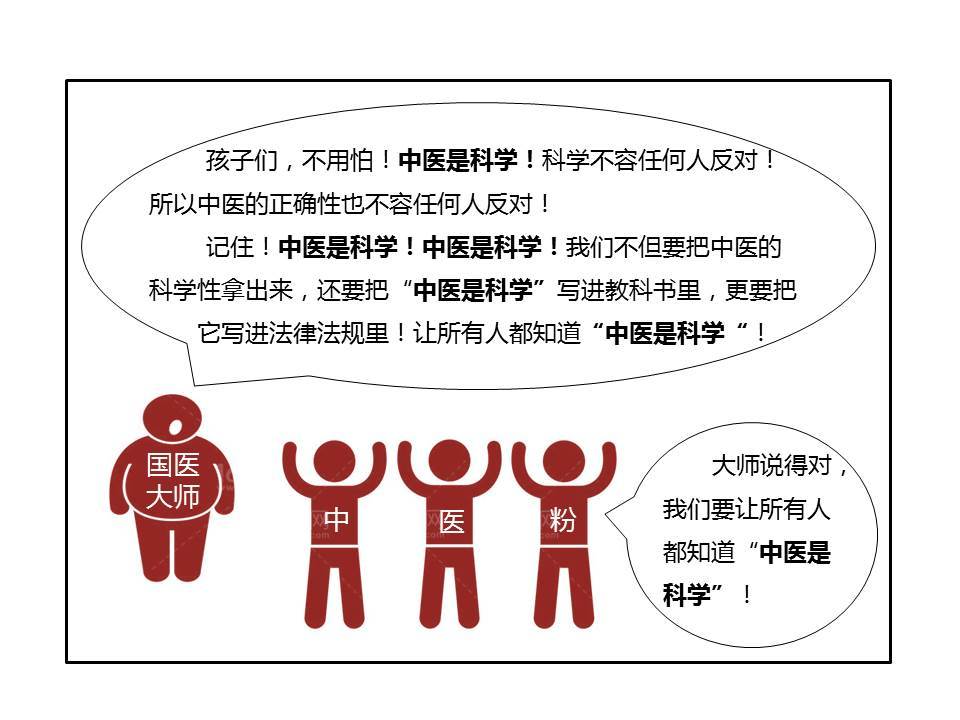 孩子们，不用怕！中医是科学！科学不容任何人反对！
所以中医的正确性也不容任何人反对！
记住！中医是科学！中医是科学！我们不但要把中医的
科学性拿出来，还要把“中医是科学”写进教科书里，更要把
它写进法律法规里！让所有人都知道“中医是科学“！
国医
大师
中
医
粉
大师说得对，
我们要让所有人
都知道“中医是
科学”！